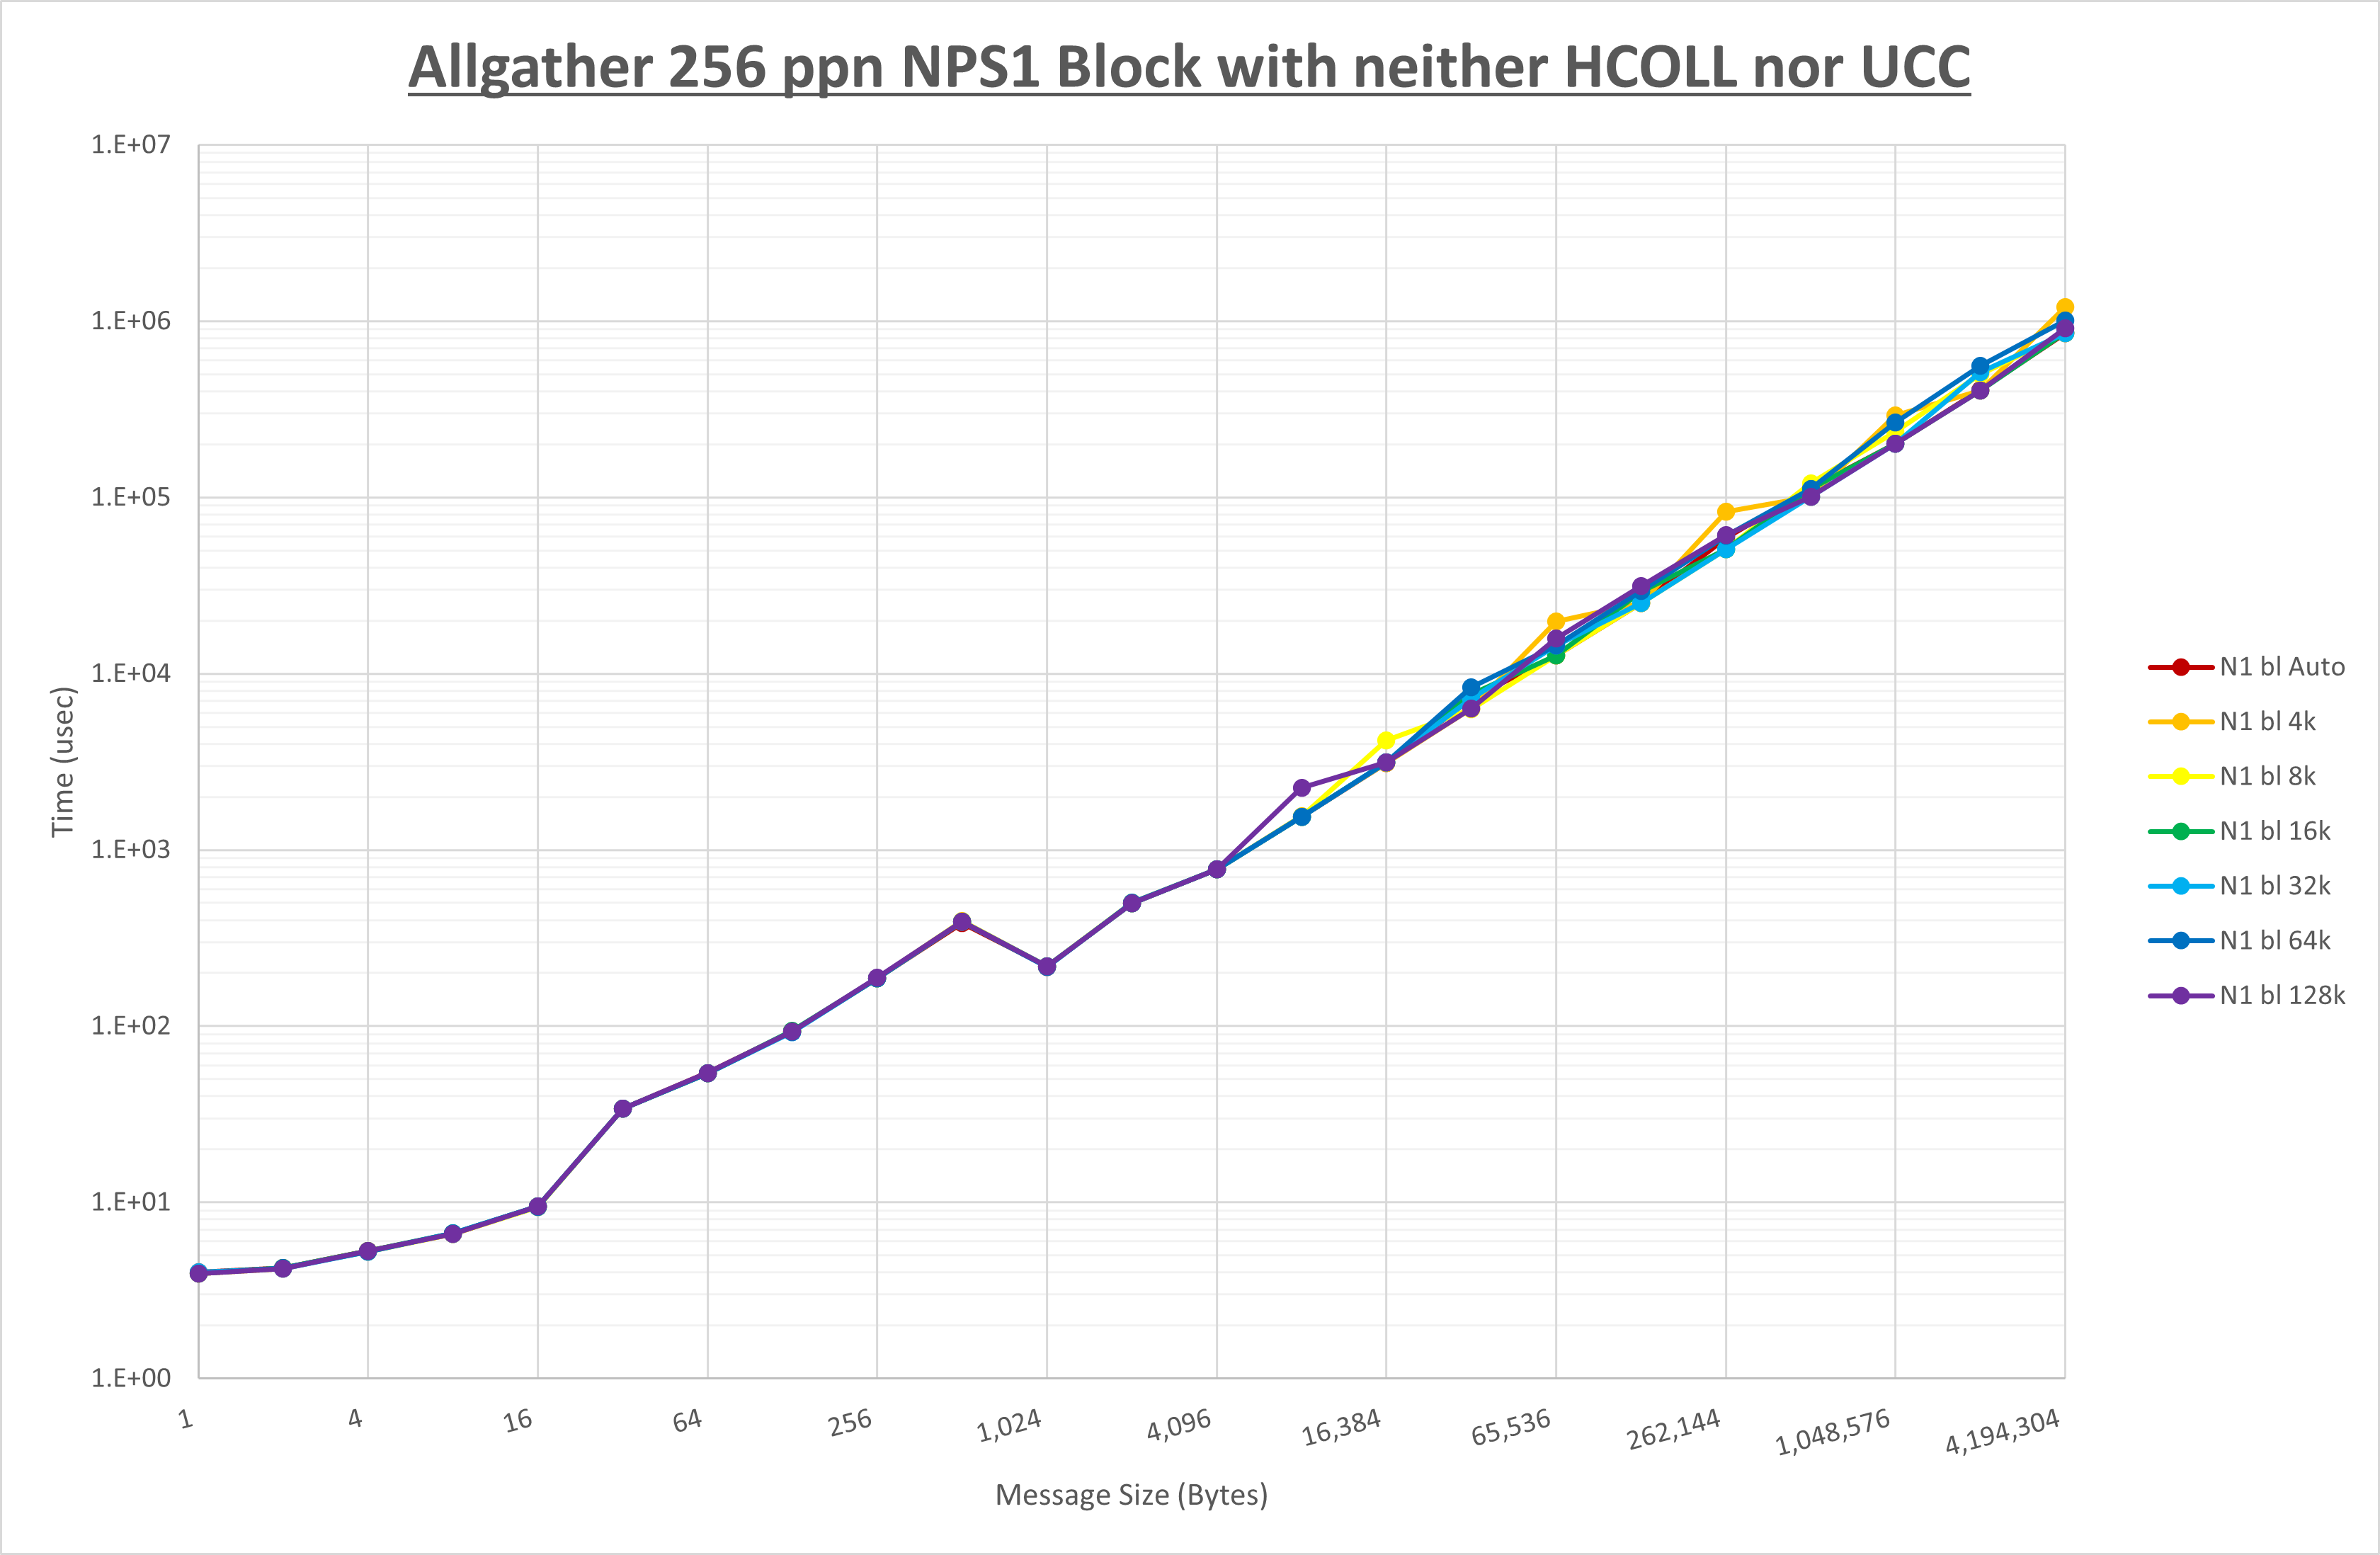 Allgather 256 ppn NPS1 Block with neither HCOLL nor UCC
1.E+07
1.E+06
1.E+05
1.E+04
1.E+03
1.E+02
1.E+01
1.E+00
Time (usec)
1 4 16 64 256 1,024 4,096 16,384 65,536 262,144 1,048,576 4,194,304
Message Size (Bytes)
N1 bl Auto
N1 bl 4k
N1 bl 8k
N1 bl 16k
N1 bl 32k
N1 bl 64k
N1 bl 128k